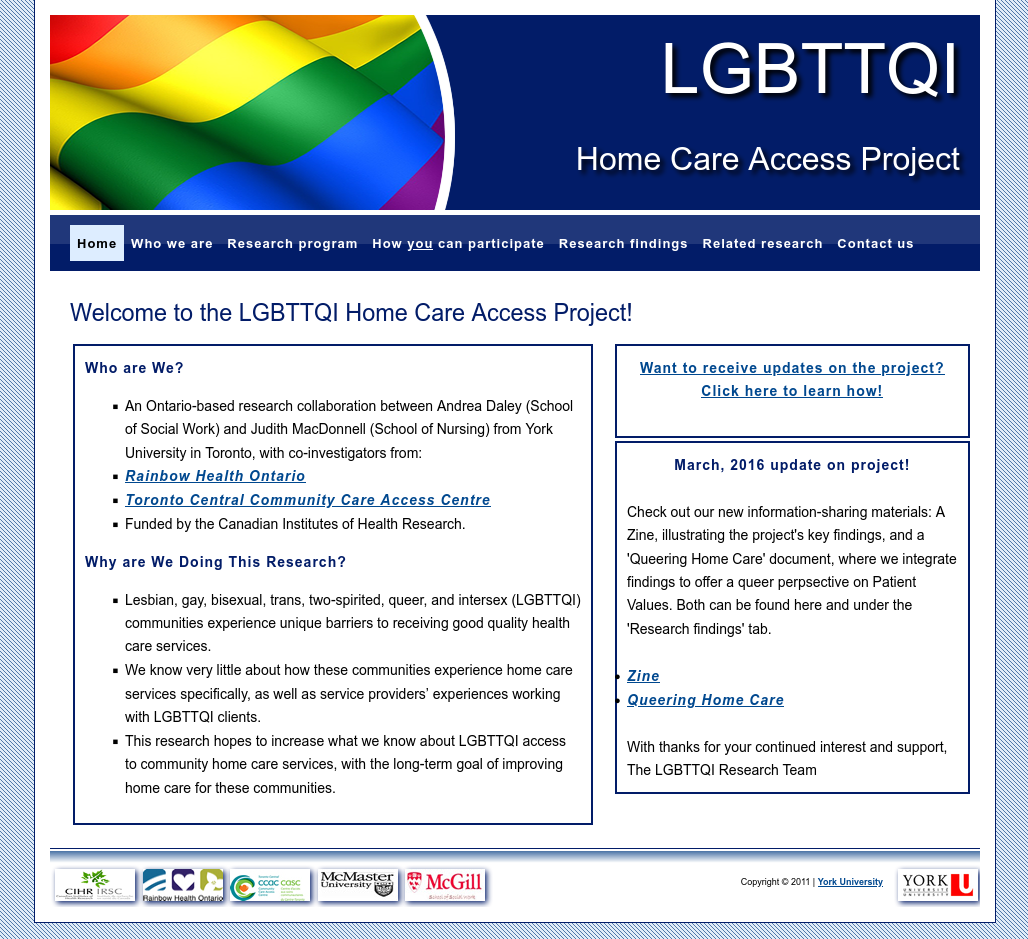 LGBTTQI
Home Care Access Project
Home Who we are Research program How you can participate Research findings Related research Contact us
Welcome to the LGBTTQI Home Care Access Project!
Who are We?
▪ An Ontario-based research collaboration between Andrea Daley (School
of Social Work) and Judith MacDonnell (School of Nursing) from York
University in Toronto, with co-investigators from:
▪ Rainbow Health Ontario
▪ Toronto Central Community Care Access Centre
▪ Funded by the Canadian Institutes of Health Research.
Why are We Doing This Research?
▪ Lesbian, gay, bisexual, trans, two-spirited, queer, and intersex (LGBTTQI)
communities experience unique barriers to receiving good quality health
care services.
▪ We know very little about how these communities experience home care
services specifically, as well as service providers’ experiences working
with LGBTTQI clients.
▪ This research hopes to increase what we know about LGBTTQI access
to community home care services, with the long-term goal of improving
home care for these communities.
Want to receive updates on the project?
Click here to learn how!
March, 2016 update on project!
Check out our new information-sharing materials: A
Zine, illustrating the project's key findings, and a
'Queering Home Care' document, where we integrate
findings to offer a queer perpsective on Patient
Values. Both can be found here and under the
'Research findings' tab.
• Zine
• Queering Home Care
With thanks for your continued interest and support,
The LGBTTQI Research Team
CIHR IRSC
Rainbow Health Ontario
ccac casc
McMaster
University
McGill
Copyright © 2011 | York University
YORK U
UNIVERSITÉ
UNIVERSITY